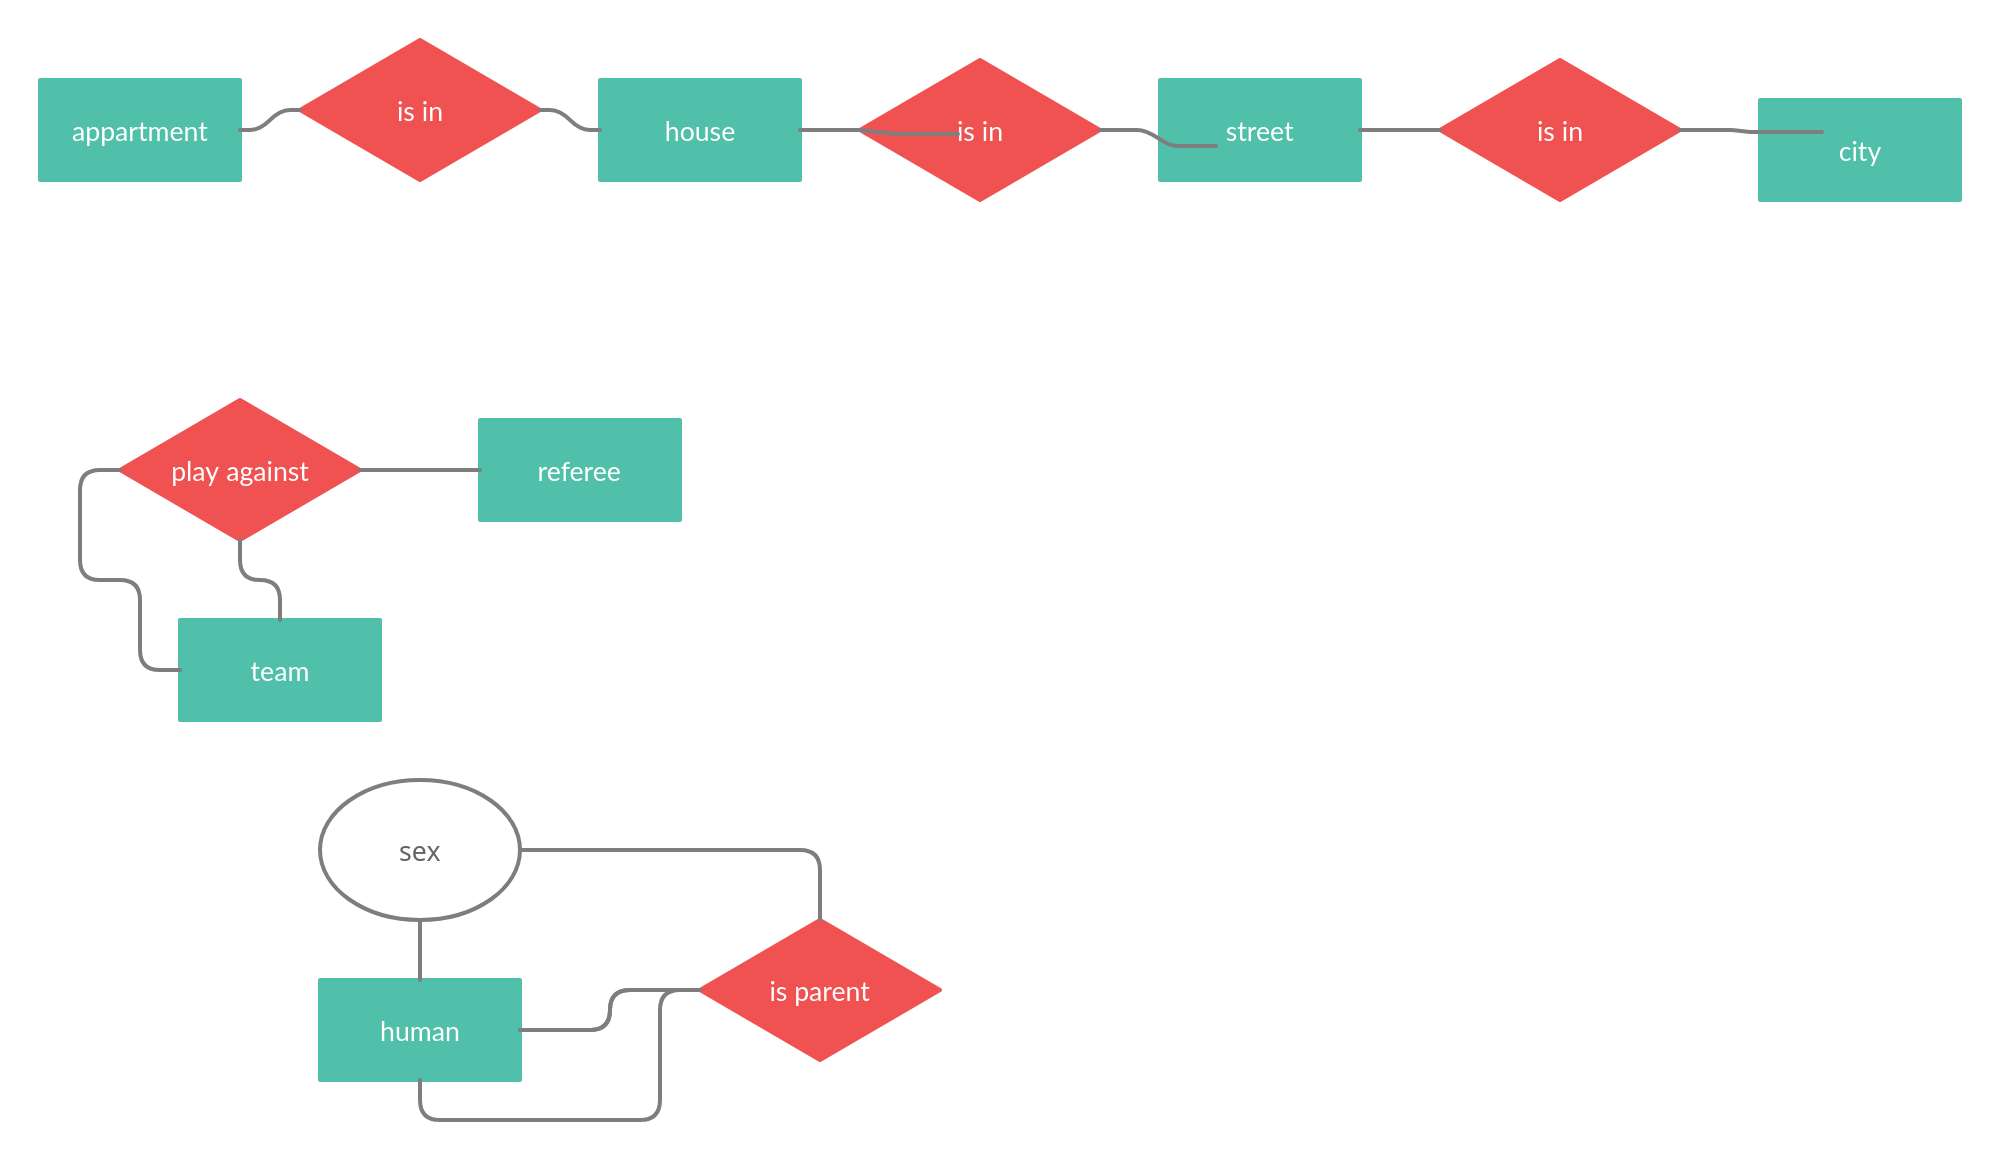 appartment
is in
house
is in
street
is in
city
play against
referee
team
sex
human
is parent